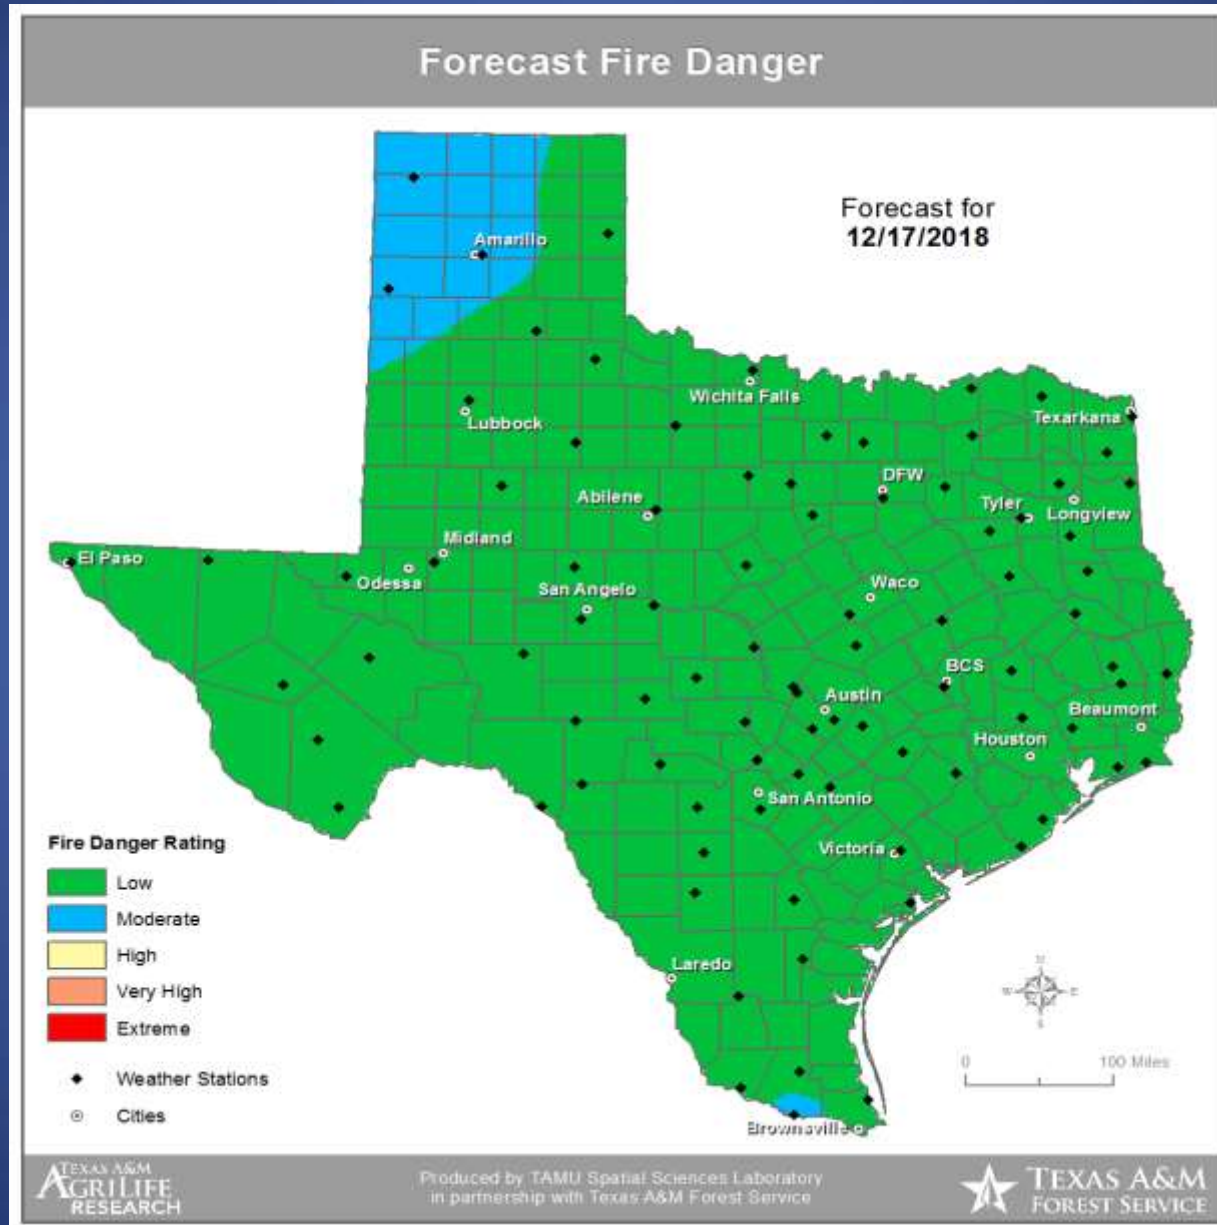 Forecast Fire Danger
Forecast for
12/17/2018
Amarillo
Wichita Falls
Lubbock
Texarkana
DFW
Abilene
Tyler
Longview
Midland
El Paso
Odessa
San Angelo
Waco
BCS
Austin
Beaumont
Houston
San Antonio
Victoria
Fire Danger Rating
Low
Moderate
High
Very High
Extreme
Laredo
N
W
E
S
0
100 Miles
Weather Stations
Cities
Brownsville
TEXAS A&M
AGRILIFE
RESEARCH
Produced by TAMU Spatial Sciences Laboratory
in partnership with Texas A&M Forest Service
TEXAS A&M
FOREST SERVICE